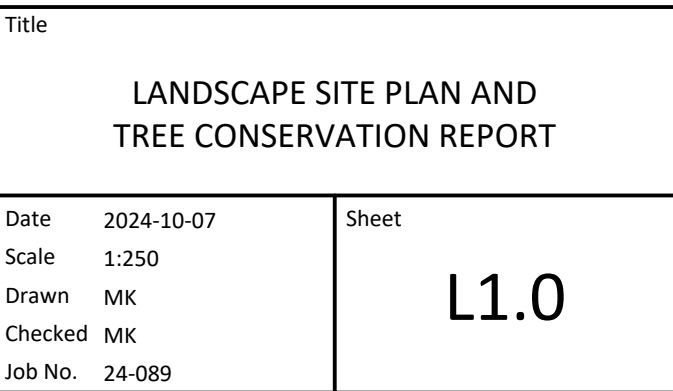 Title
LANDSCAPE SITE PLAN AND
TREE CONSERVATION REPORT
Date 2024-10-07
Scale 1:250
Drawn MK
Checked MK
Job No. 24-089
Sheet
L1.0